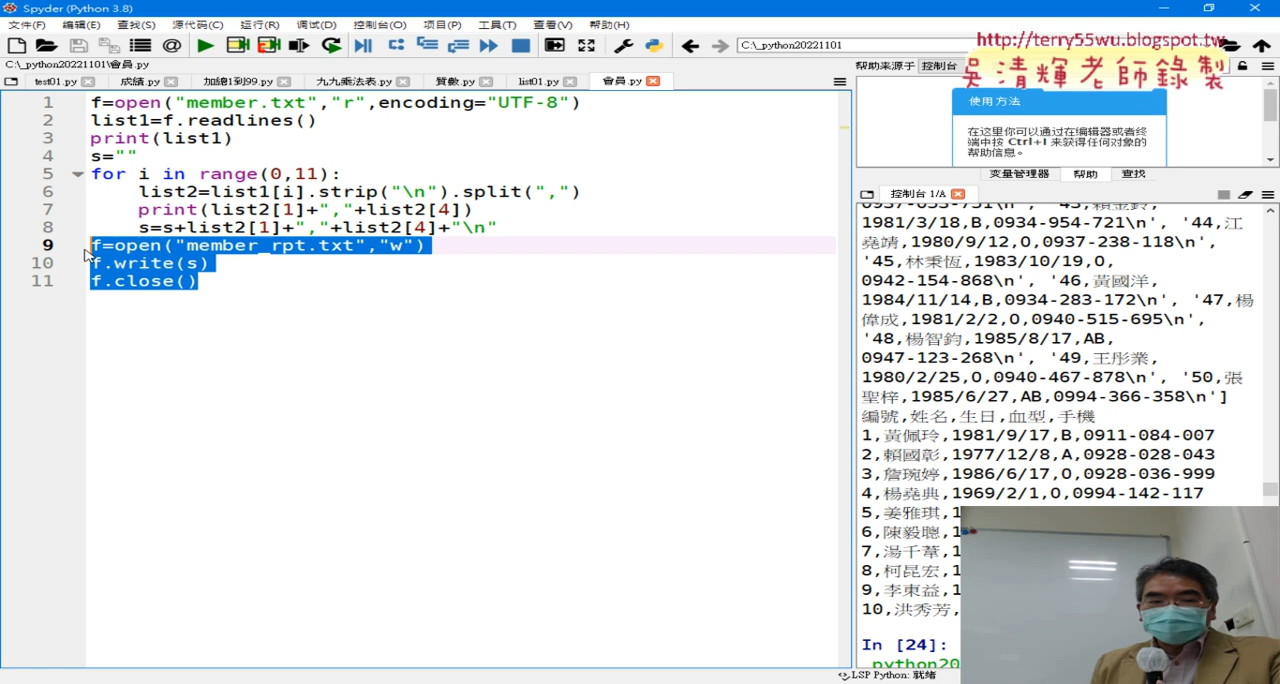 Spyder (Python 3.8)
文件(F) 编辑(E) 查找(S) 源代码(C) 运行(R) 调试(D) 控制台(O) 项目(P) 工具(T) 查看(V) 帮助(H)
C:\_python20221101
http://terry55wu.blogspot.tw
吳清輝老師錄製
C:\_python20221101\會員.py
帮助来源于 控制台
test01.py 成績.py 加總1到99.py 九九乘法表.py 質數.py list01.py 會員.py
使用方法
在这里你可以通过在编辑器或者终
端中按 Ctrl+I 来获得任何对象的
帮助信息。
变量管理器 帮助 查找
1 f=open("member.txt","r",encoding="UTF-8")
2 list1=f.readlines()
3 print(list1)
4 s=""
5 for i in range(0,11):
6 list2=list1[i].strip("\n").split(",")
7 print(list2[1]+","+list2[4])
8 s=s+list2[1]+","+list2[4]+"\n"
9 f=open("member_rpt.txt","w")
10 f.write(s)
11 f.close()
控制台 1/A
1981/3/18,B,0934-954-721\n', '44,江
堯靖,1980/9/12,O,0937-238-118\n',
'45,林秉恆,1983/10/19,O,
0942-154-868\n', '46,黃國洋,
1984/11/14,B,0934-283-172\n', '47,楊
偉成,1981/2/2,O,0940-515-695\n',
'48,楊智鈞,1985/8/17,AB,
0947-123-268\n', '49,王彤業,
1980/2/25,O,0940-467-878\n', '50,張
聖梓,1985/6/27,AB,0994-366-358\n']
編號,姓名,生日,血型,手機
1,黃佩玲,1981/9/17,B,0911-084-007
2,賴國彰,1977/12/8,A,0928-028-043
3,詹琬婷,1986/6/17,O,0928-036-999
4,楊堯典,1969/2/1,O,0994-142-117
5,姜雅琪,1
6,陳毅聰,1
7,湯千葦,1
8,柯昆宏,1
9,李東益,1
10,洪秀芳,
In [24]:
python20
LSP Python: 就绪